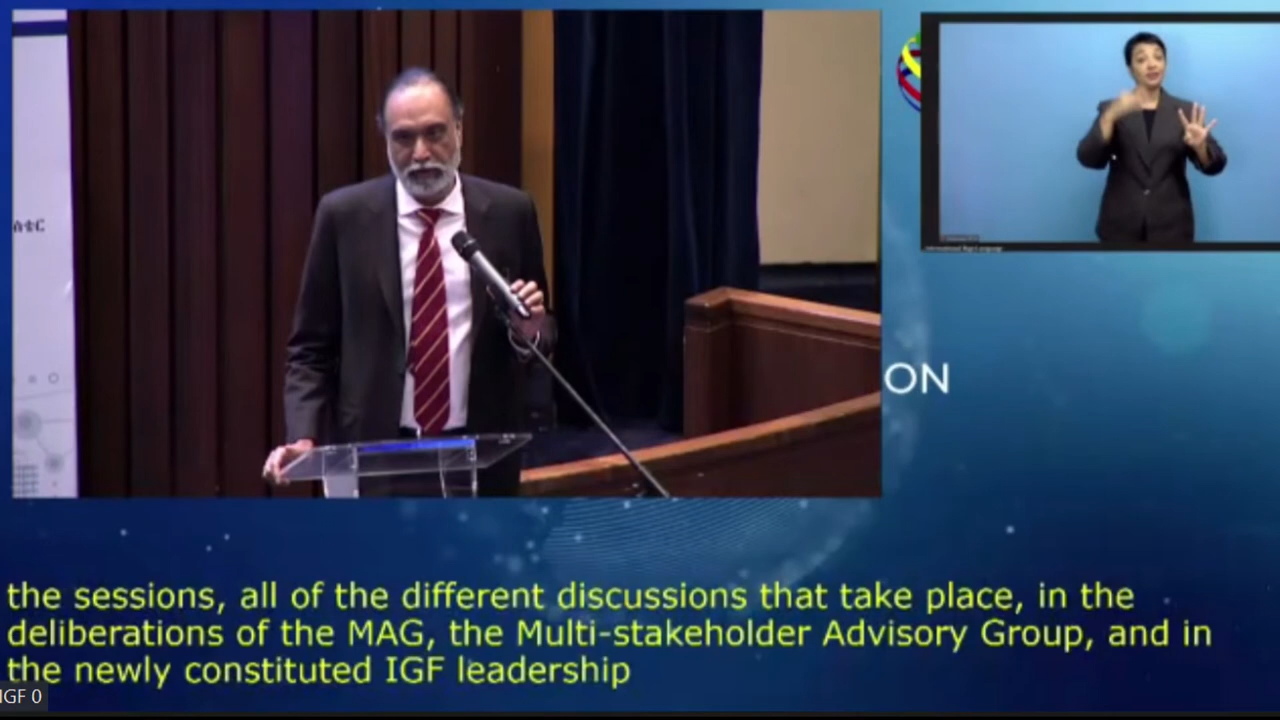 ስቴር
ON
the sessions, all of the different discussions that take place, in the
deliberations of the MAG, the Multi-stakeholder Advisory Group, and in
the newly constituted IGF leadership
IGF 0